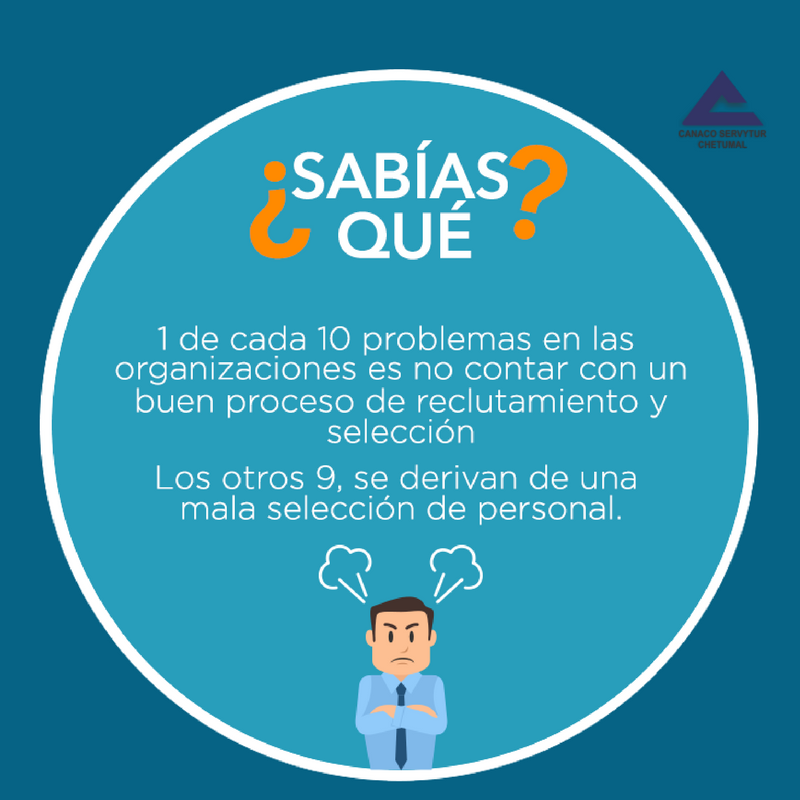 CANACO SERVYTUR
CHETUMAL
¿SABÍAS
QUÉ?
1 de cada 10 problemas en las
organizaciones es no contar con un
buen proceso de reclutamiento y
selección
Los otros 9, se derivan de una
mala selección de personal.